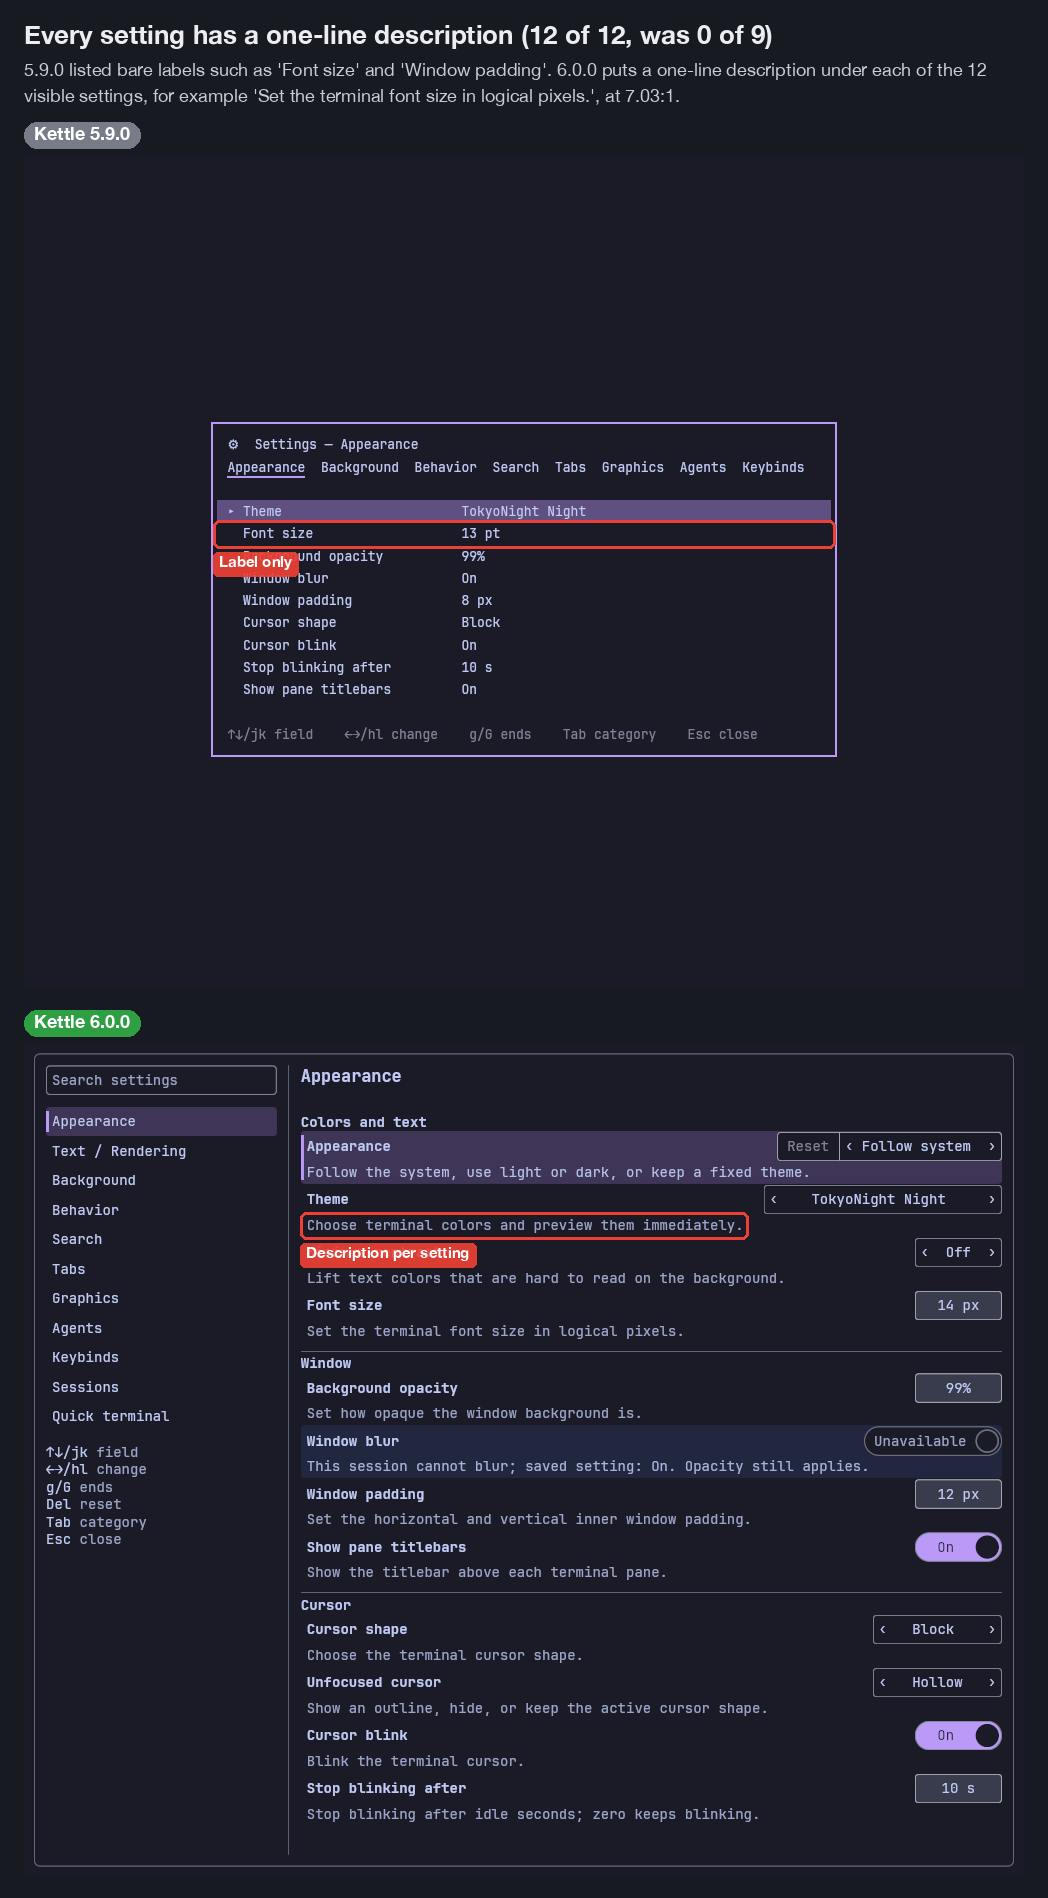 Every setting has a one-line description (12 of 12, was 0 of 9)
5.9.0 listed bare labels such as 'Font size' and 'Window padding'. 6.0.0 puts a one-line description under each of the 12
visible settings, for example 'Set the terminal font size in logical pixels.', at 7.03:1.
Kettle 5.9.0
⚙ Settings — Appearance
Appearance Background Behavior Search Tabs Graphics Agents Keybinds
▸ Theme TokyoNight Night
Font size 13 pt
Label only
und opacity 99%
Window blur On
Window padding 8 px
Cursor shape Block
Cursor blink On
Stop blinking after 10 s
Show pane titlebars On
↑↓/jk field ↔/hl change g/G ends Tab category Esc close
Kettle 6.0.0
Search settings
Appearance
Text / Rendering
Background
Behavior
Search
Tabs
Graphics
Agents
Keybinds
Sessions
Quick terminal
↑↓/jk field
↔/hl change
g/G ends
Del reset
Tab category
Esc close
Appearance
Colors and text
Appearance Reset ‹ Follow system ›
Follow the system, use light or dark, or keep a fixed theme.
Theme ‹ TokyoNight Night ›
Choose terminal colors and preview them immediately.
Description per setting ‹ Off ›
Lift text colors that are hard to read on the background.
Font size 14 px
Set the terminal font size in logical pixels.
Window
Background opacity 99%
Set how opaque the window background is.
Window blur Unavailable
This session cannot blur; saved setting: On. Opacity still applies.
Window padding 12 px
Set the horizontal and vertical inner window padding.
Show pane titlebars On
Show the titlebar above each terminal pane.
Cursor
Cursor shape ‹ Block ›
Choose the terminal cursor shape.
Unfocused cursor ‹ Hollow ›
Show an outline, hide, or keep the active cursor shape.
Cursor blink On
Blink the terminal cursor.
Stop blinking after 10 s
Stop blinking after idle seconds; zero keeps blinking.